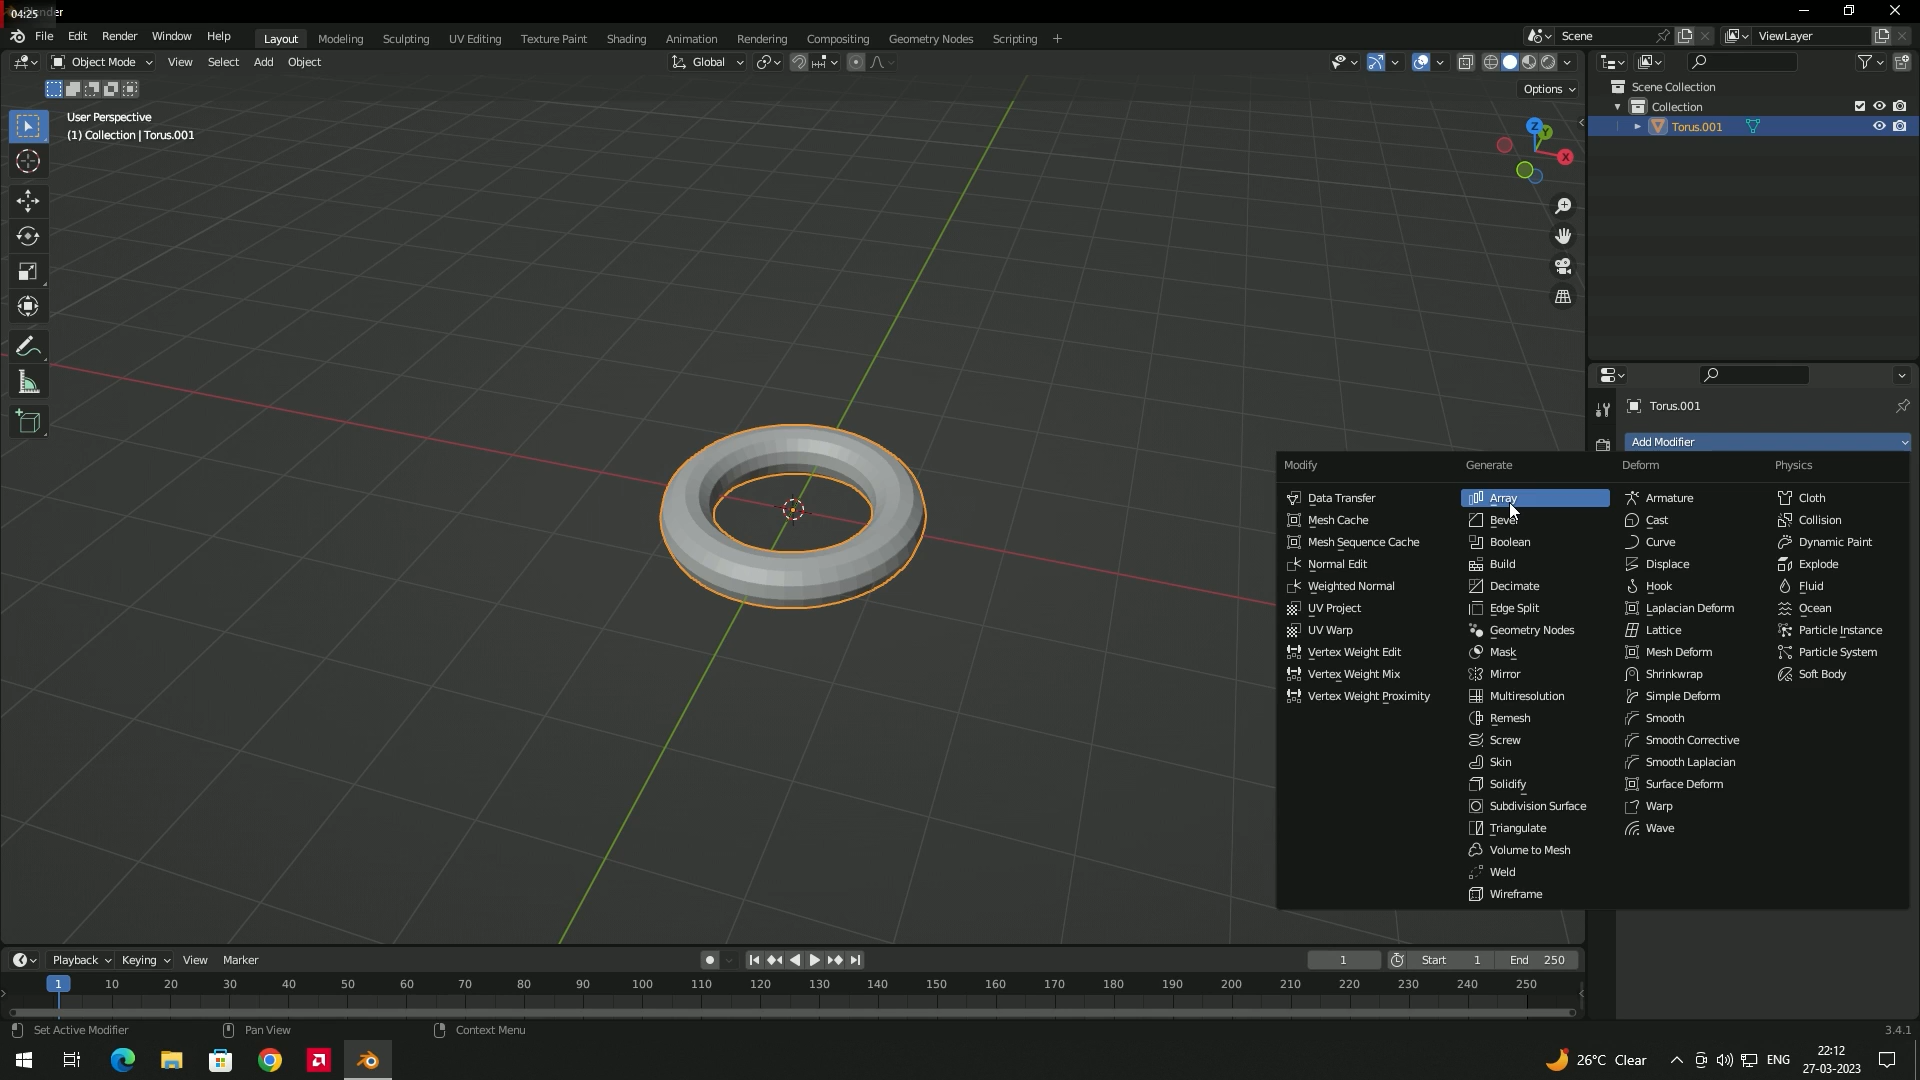 04:25
ender
File Edit Render Window Help
Layout Modeling Sculpting UV Editing Texture Paint Shading Animation Rendering Compositing Geometry Nodes Scripting +
Scene
ViewLayer
Object Mode View Select Add Object
Global
Options
User Perspective
(1) Collection | Torus.001
Z
Y
X
Scene Collection
Collection
Torus.001
Torus.001
Add Modifier
Modify
Data Transfer
Mesh Cache
Mesh Sequence Cache
Normal Edit
Weighted Normal
UV Project
UV Warp
Vertex Weight Edit
Vertex Weight Mix
Vertex Weight Proximity
Generate
Array
Bevel
Boolean
Build
Decimate
Edge Split
Geometry Nodes
Mask
Mirror
Multiresolution
Remesh
Screw
Skin
Solidify
Subdivision Surface
Triangulate
Volume to Mesh
Weld
Wireframe
Deform
Armature
Cast
Curve
Displace
Hook
Laplacian Deform
Lattice
Mesh Deform
Shrinkwrap
Simple Deform
Smooth
Smooth Corrective
Smooth Laplacian
Surface Deform
Warp
Wave
Physics
Cloth
Collision
Dynamic Paint
Explode
Fluid
Ocean
Particle Instance
Particle System
Soft Body
Playback Keying View Marker
1
Start 1
End 250
1 10 20 30 40 50 60 70 80 90 100 110 120 130 140 150 160 170 180 190 200 210 220 230 240 250
Set Active Modifier Pan View Context Menu
3.4.1
26°C Clear
ENG
22:12
27-03-2023